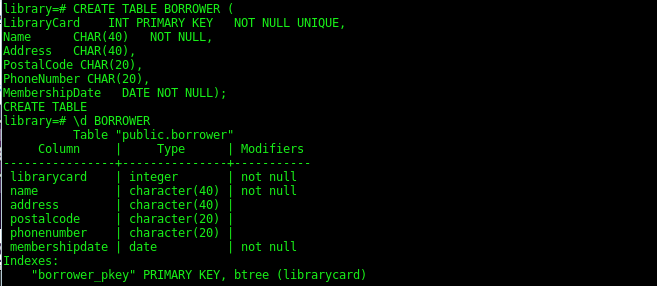 library=# CREATE TABLE BORROWER (
LibraryCard    INT PRIMARY KEY   NOT NULL UNIQUE,
Name      CHAR(40)   NOT NULL,
Address   CHAR(40),
PostalCode CHAR(20),
PhoneNumber CHAR(20),
MembershipDate   DATE NOT NULL);
CREATE TABLE
library=# \d BORROWER
          Table "public.borrower"
     Column     |     Type      | Modifiers
----------------+---------------+-----------
 librarycard    | integer       | not null
 name           | character(40) | not null
 address        | character(40) |
 postalcode     | character(20) |
 phonenumber    | character(20) |
 membershipdate | date          | not null
Indexes:
    "borrower_pkey" PRIMARY KEY, btree (librarycard)